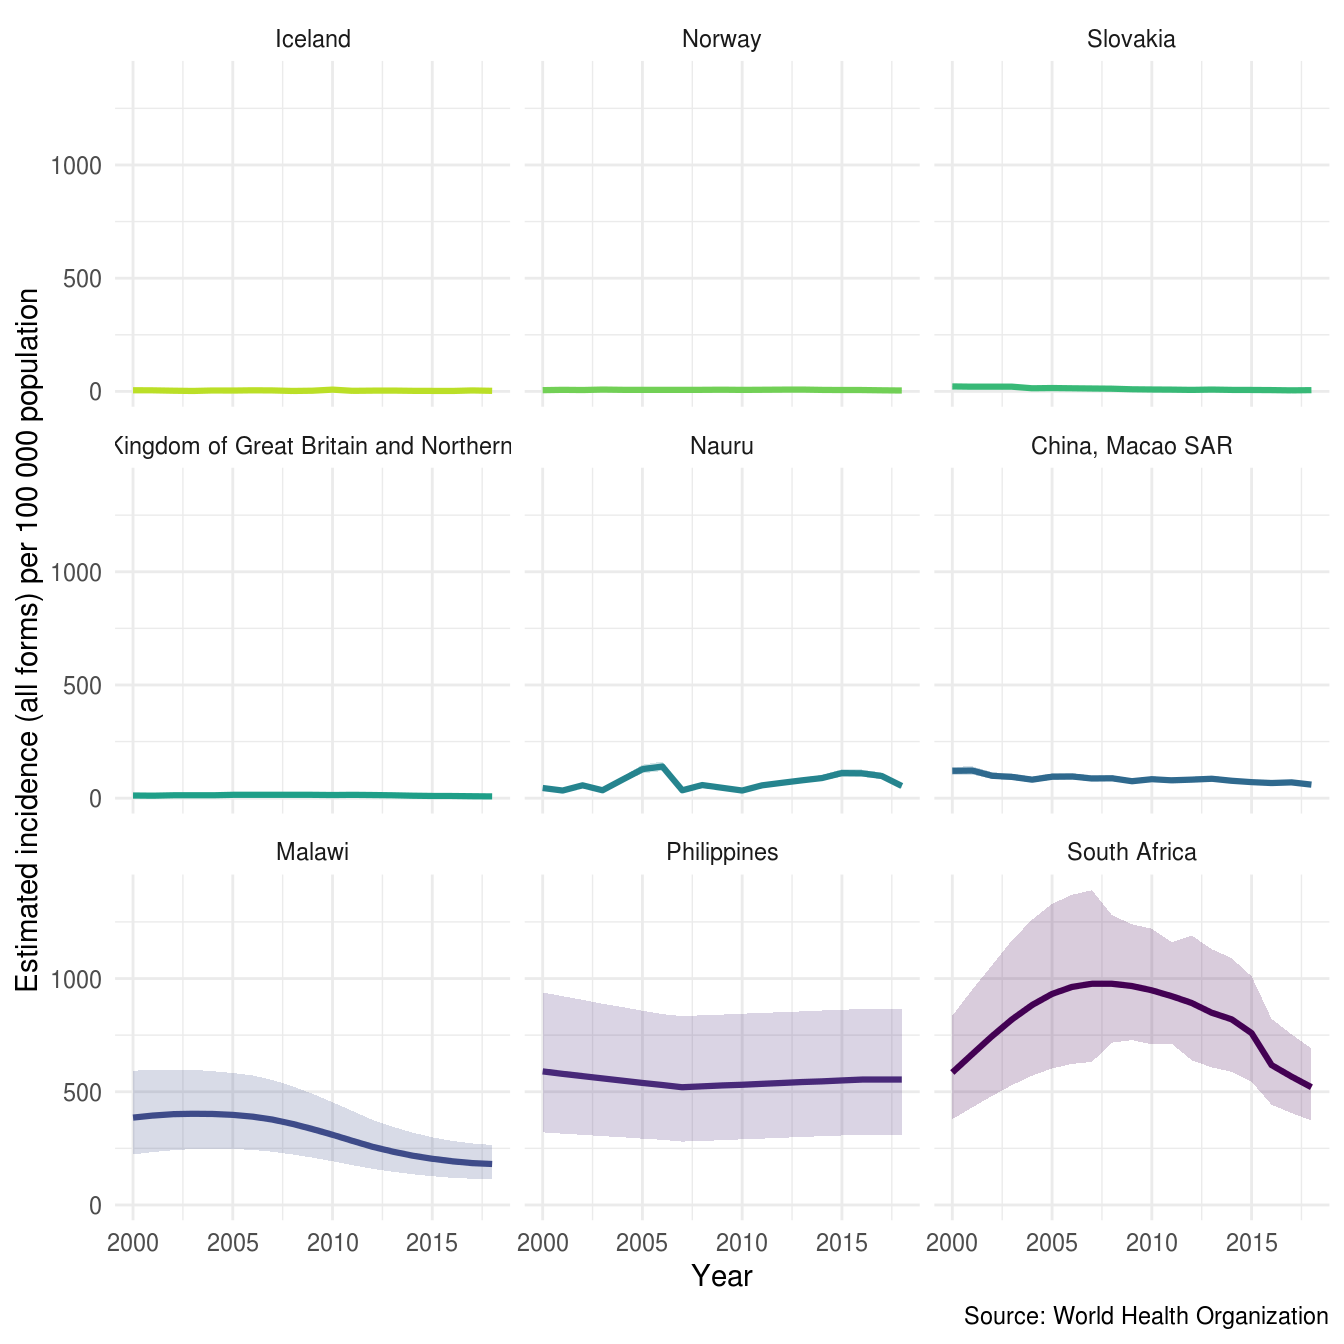 Iceland
Norway
Slovakia
1000
500
0
Kingdom of Great Britain and Northern
Nauru
China, Macao SAR
1000
500
0
Malawi
Philippines
South Africa
1000
500
0
2000 2005 2010 2015
2000 2005 2010 2015
2000 2005 2010 2015
Estimated incidence (all forms) per 100 000 population
Year
Source: World Health Organization